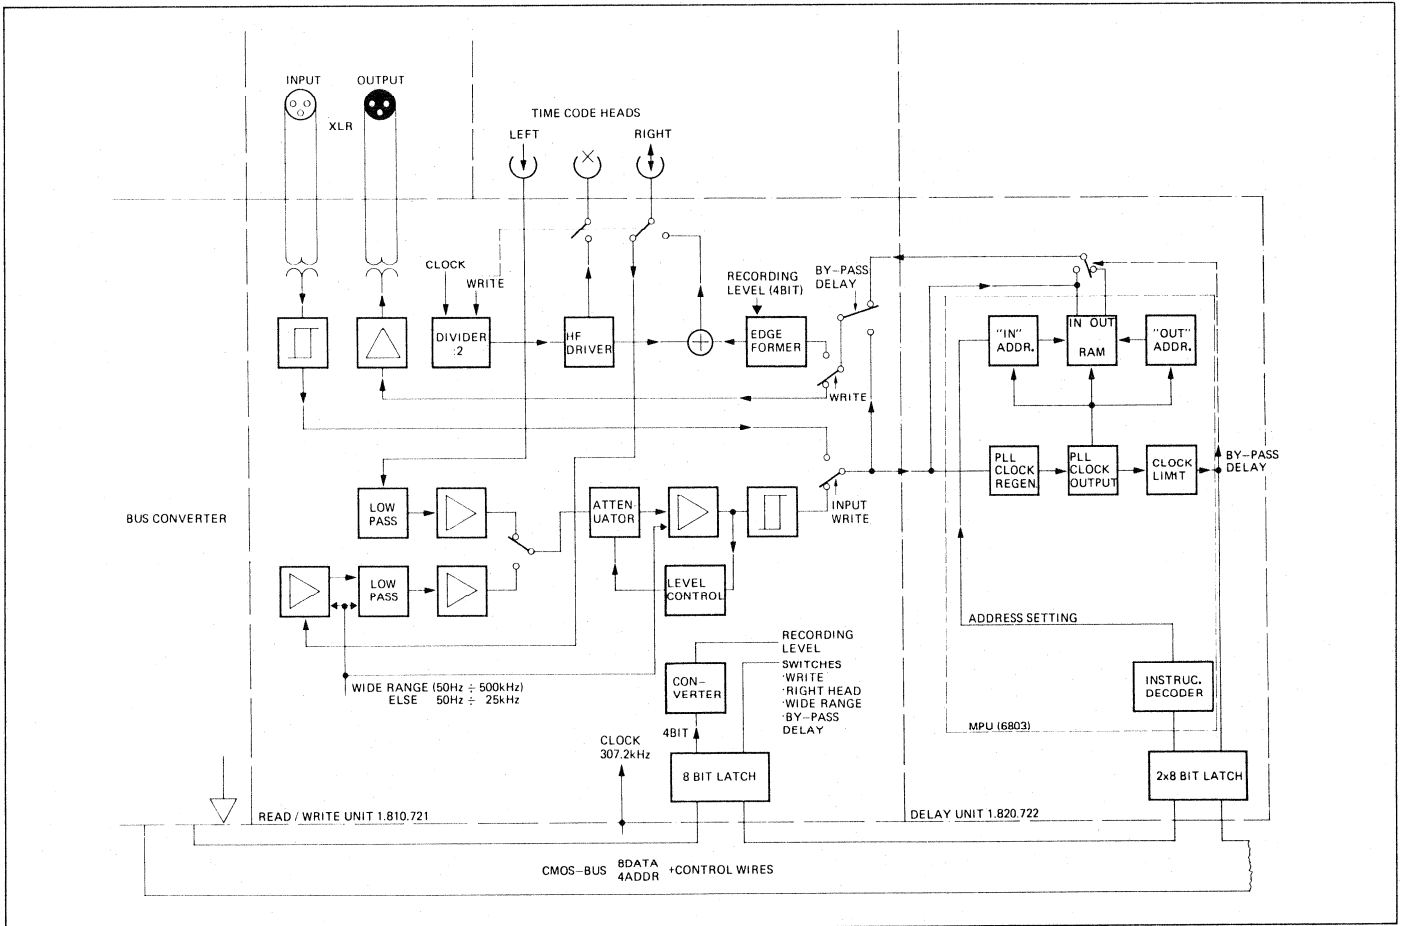 INPUT
OUTPUT
XLR
TIME CODE HEADS
LEFT
RIGHT
CLOCK
WRITE
RECORDING
LEVEL (4BIT)
BY-PASS
DELAY
DIVIDER
:2
HF
DRIVER
EDGE
FORMER
"IN"
ADDR.
IN OUT
RAM
"OUT"
ADDR.
WRITE
PLL
CLOCK
REGEN.
PLL
CLOCK
OUTPUT
CLOCK
LIMIT
BY-PASS
DELAY
BUS CONVERTER
LOW
PASS
ATTEN-
UATOR
INPUT
WRITE
LOW
PASS
LEVEL
CONTROL
ADDRESS SETTING
RECORDING
LEVEL
SWITCHES
·WRITE
·RIGHT HEAD
·WIDE RANGE
·BY-PASS
DELAY
CON-
VERTER
4BIT
WIDE RANGE (50Hz ÷ 500kHz)
ELSE 50Hz ÷ 25kHz
INSTRUC.
DECODER
MPU (6803)
CLOCK
307.2kHz
8 BIT LATCH
2x8 BIT LATCH
READ / WRITE UNIT 1.810.721
DELAY UNIT 1.820.722
CMOS-BUS 8DATA 4ADDR +CONTROL WIRES